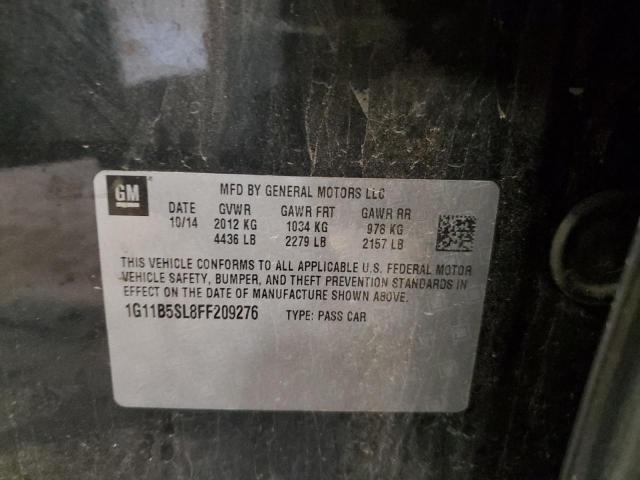 GM
MFD BY GENERAL MOTORS LLC
DATE GVWR GAWR FRT GAWR RR
10/14 2012 KG 1034 KG 978 KG
4436 LB 2279 LB 2157 LB
THIS VEHICLE CONFORMS TO ALL APPLICABLE U.S. FEDERAL MOTOR
VEHICLE SAFETY, BUMPER, AND THEFT PREVENTION STANDARDS IN
EFFECT ON THE DATE OF MANUFACTURE SHOWN ABOVE.
1G11B5SL8FF209276 TYPE: PASS CAR